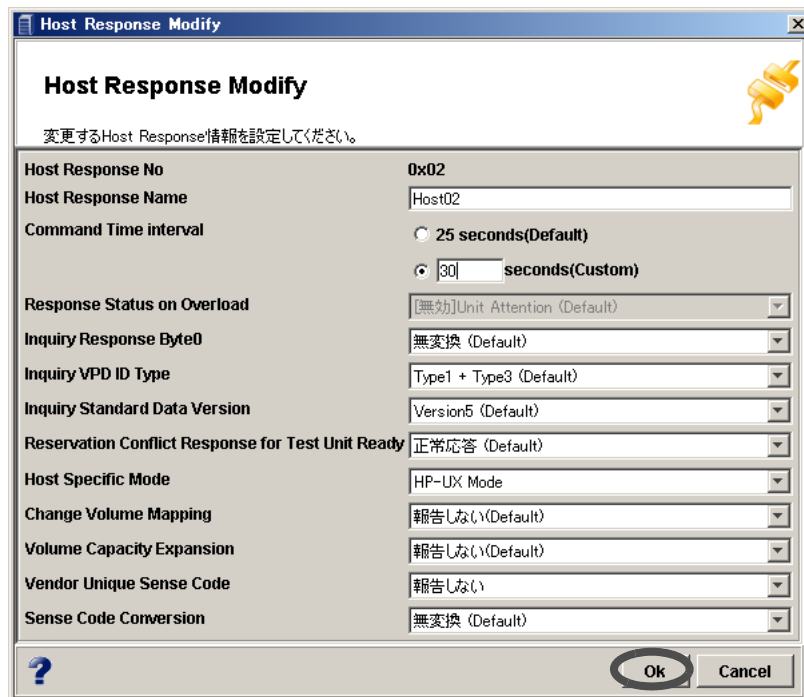 Host Response Modify
Host Response Modify
変更するHost Response情報を設定してください。
Host Response No 0x02
Host Response Name Host02
Command Time interval 25 seconds(Default)
30 seconds(Custom)
Response Status on Overload [無効]Unit Attention (Default)
Inquiry Response Byte0 無変換 (Default)
Inquiry VPD ID Type Type1 + Type3 (Default)
Inquiry Standard Data Version Version5 (Default)
Reservation Conflict Response for Test Unit Ready 正常応答 (Default)
Host Specific Mode HP-UX Mode
Change Volume Mapping 報告しない(Default)
Volume Capacity Expansion 報告しない(Default)
Vendor Unique Sense Code 報告しない
Sense Code Conversion 無変換 (Default)
? Ok Cancel